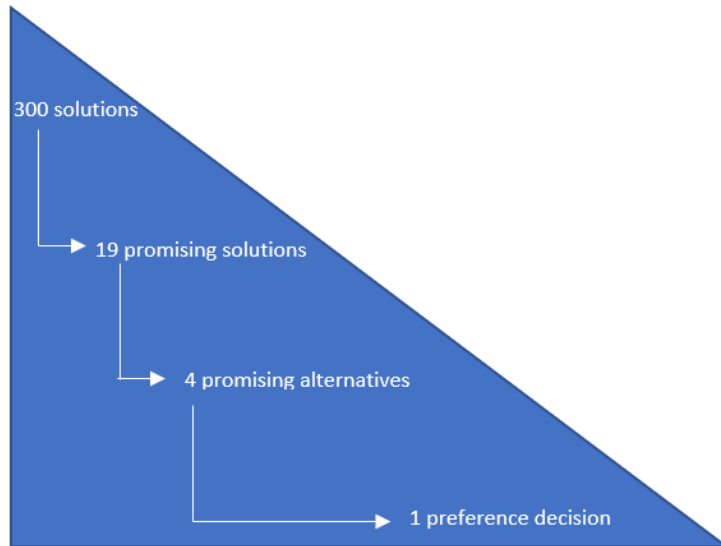 300 solutions
19 promising solutions
4 promising alternatives
1 preference decision